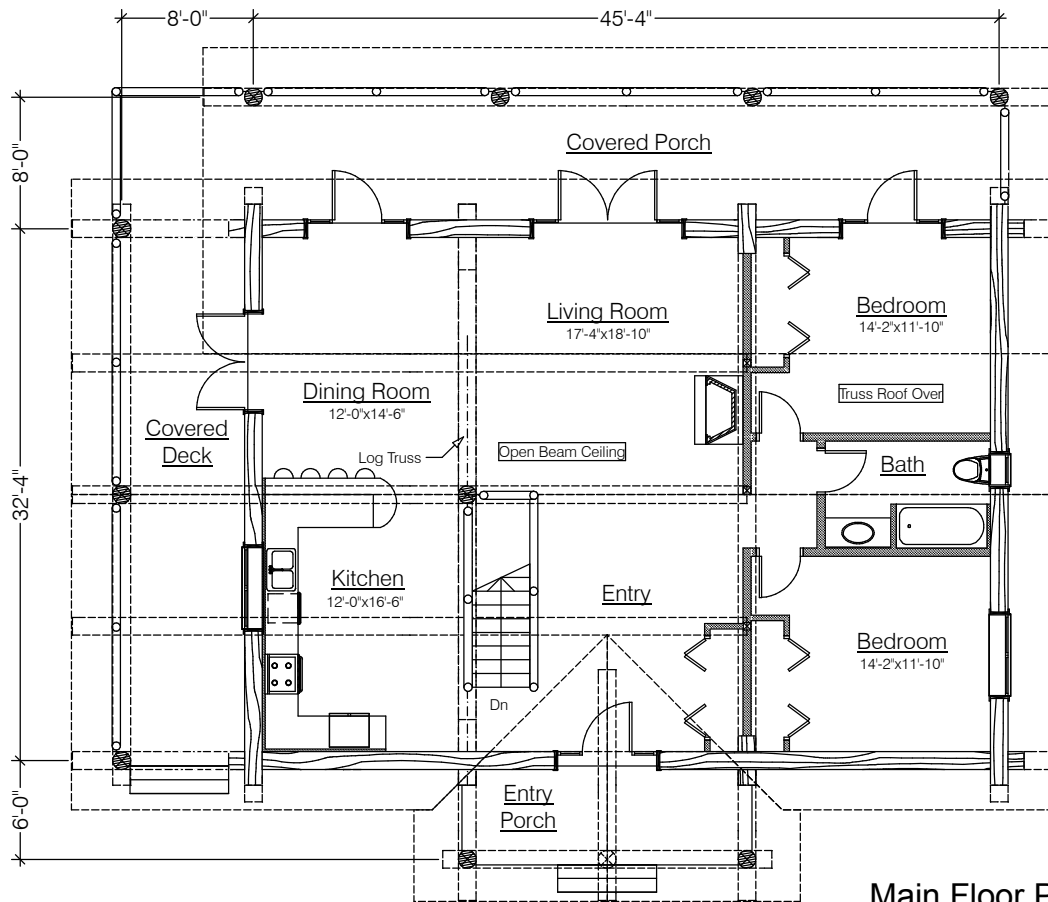 8'-0"
45'-4"
8'-0"
Covered Porch
Living Room
17'-4"x18'-10"
Bedroom
14'-2"x11'-10"
Dining Room
12'-0"x14'-6"
Truss Roof Over
Covered
Deck
Log Truss
Open Beam Ceiling
Bath
32'-4"
Kitchen
12'-0"x16'-6"
Entry
Bedroom
14'-2"x11'-10"
Dn
6'-0"
Entry
Porch
Main Floor